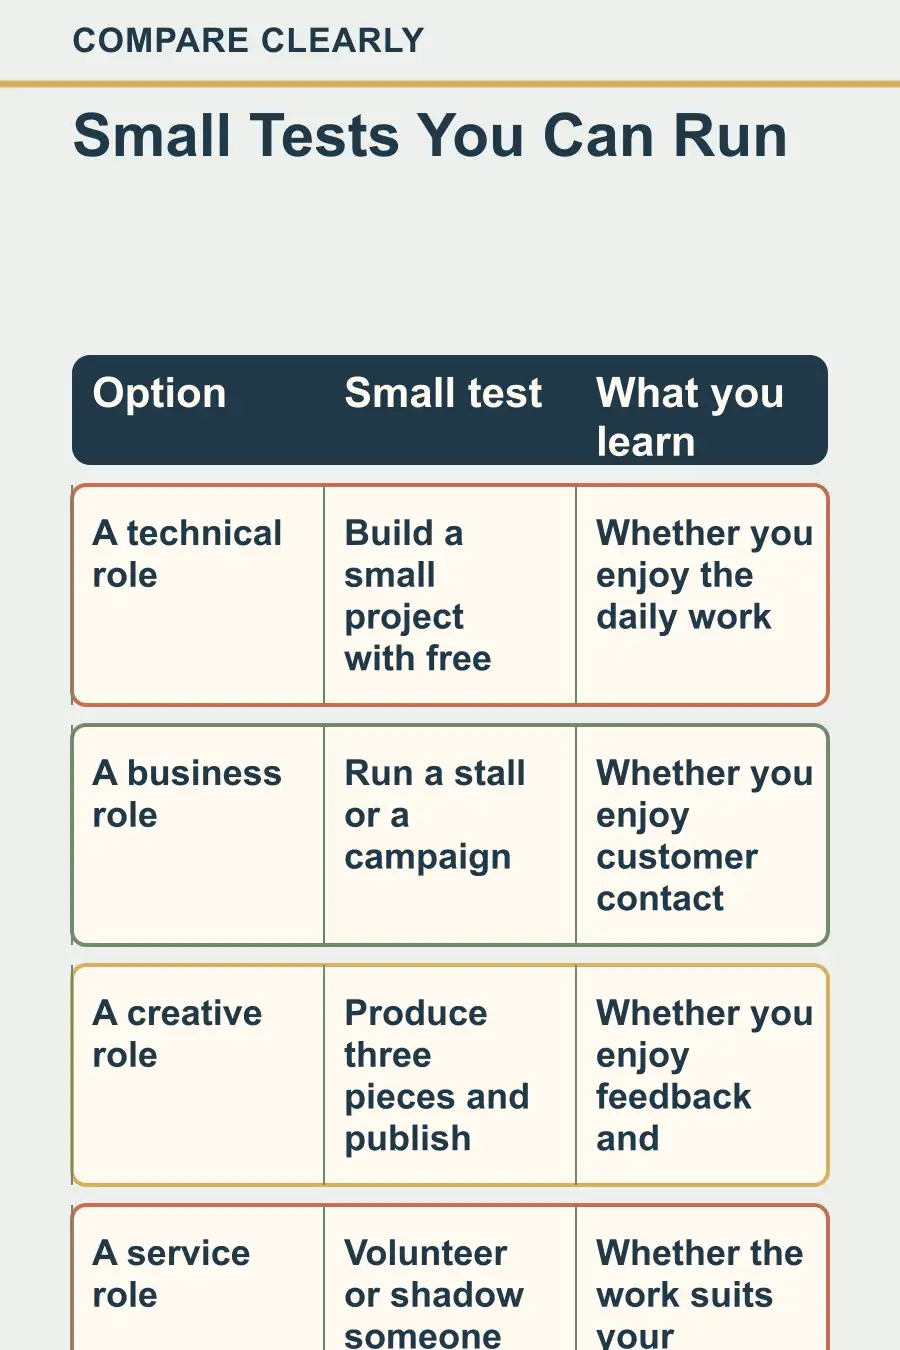 COMPARE CLEARLY
Small Tests You Can Run
Option
Small test
What you
learn
A technical
role
Build a
small
project
with free
Whether you
enjoy the
daily work
A business
role
Run a stall
or a
campaign
Whether you
enjoy
customer
contact
A creative
role
Produce
three
pieces and
publish
Whether you
enjoy
feedback
and
A service
role
Volunteer
or shadow
someone
Whether the
work suits
your